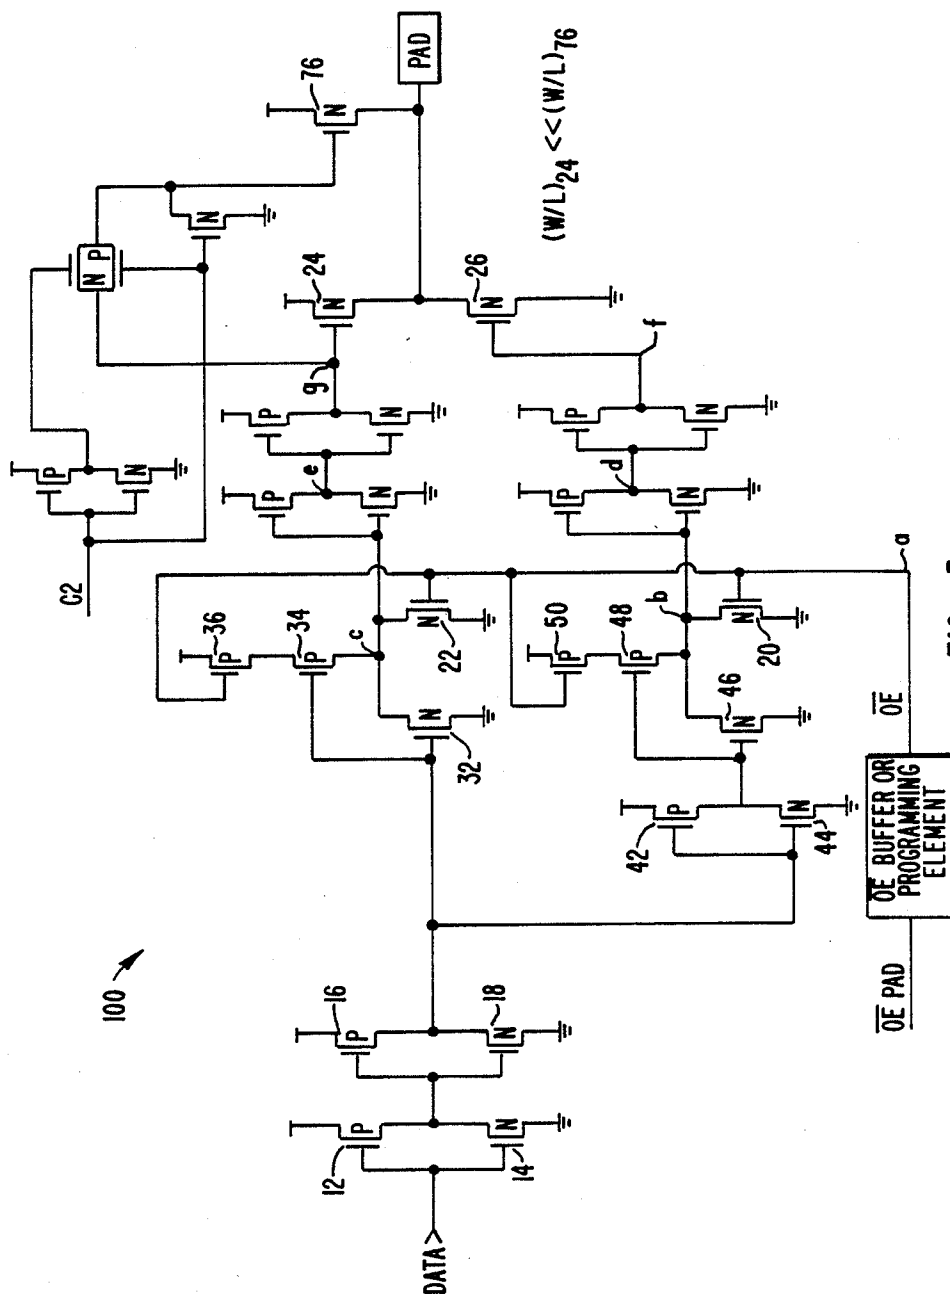 C2
100
P
N
N
P
N
36
P
76
N
34
P
c
22
N
e
P
N
g
P
N
24
N
PAD
12
P
16
P
32
N
DATA
14
N
18
N
50
P
48
P
b
d
P
N
P
N
26
N
f
(W/L)24 <<(W/L)76
42
P
46
N
20
N
44
N
a
OE PAD
OE BUFFER OR
PROGRAMMING
ELEMENT
OE